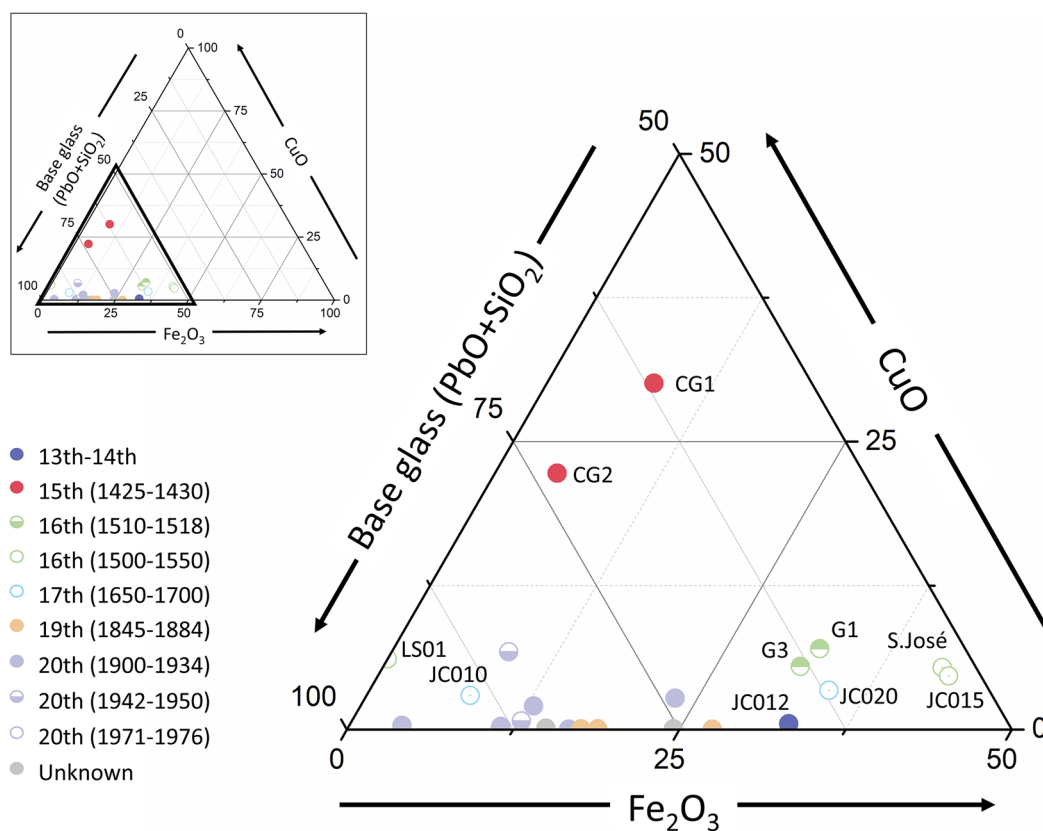 0
100
25
75
50
50
75
25
100
0
0
25
50
75
100
Base glass
(PbO+SiO₂)
CuO
Fe₂O₃
50
50
75
25
100
0
0
25
50
Base glass (PbO+SiO₂)
CuO
Fe₂O₃
CG1
CG2
LS01
JC010
G1
G3
S.José
JC012
JC020
JC015
13th-14th
15th (1425-1430)
16th (1510-1518)
16th (1500-1550)
17th (1650-1700)
19th (1845-1884)
20th (1900-1934)
20th (1942-1950)
20th (1971-1976)
Unknown